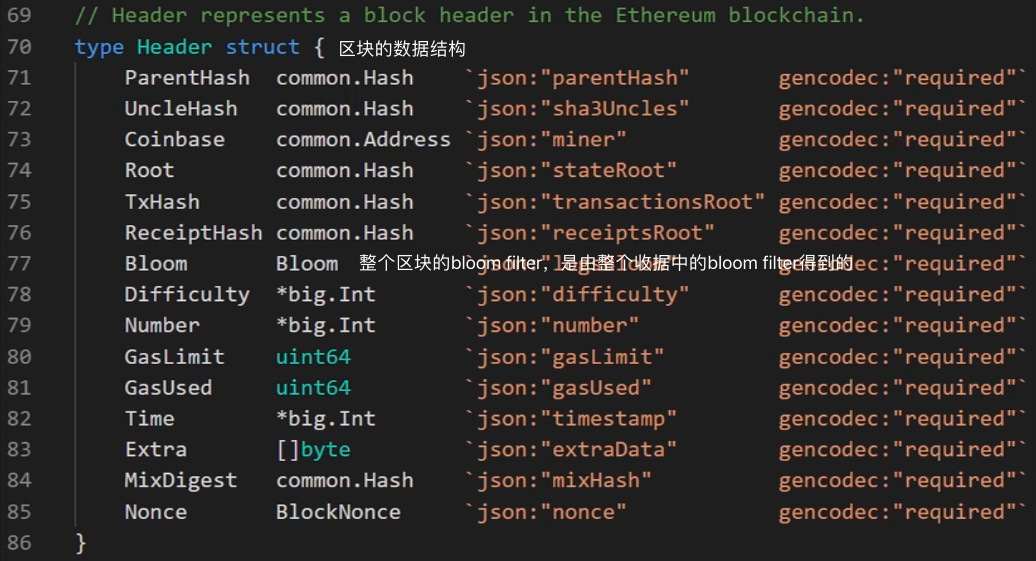 69 // Header represents a block header in the Ethereum blockchain.
70 type Header struct { 区块的数据结构
71 ParentHash common.Hash `json:"parentHash" gencodec:"required"`
72 UncleHash common.Hash `json:"sha3Uncles" gencodec:"required"`
73 Coinbase common.Address `json:"miner" gencodec:"required"`
74 Root common.Hash `json:"stateRoot" gencodec:"required"`
75 TxHash common.Hash `json:"transactionsRoot" gencodec:"required"`
76 ReceiptHash common.Hash `json:"receiptsRoot" gencodec:"required"`
77 Bloom Bloom 整个区块的bloom filter，是由整个收据中的bloom filter得到的 gencodec:"required"`
78 Difficulty *big.Int `json:"difficulty" gencodec:"required"`
79 Number *big.Int `json:"number" gencodec:"required"`
80 GasLimit uint64 `json:"gasLimit" gencodec:"required"`
81 GasUsed uint64 `json:"gasUsed" gencodec:"required"`
82 Time *big.Int `json:"timestamp" gencodec:"required"`
83 Extra []byte `json:"extraData" gencodec:"required"`
84 MixDigest common.Hash `json:"mixHash" gencodec:"required"`
85 Nonce BlockNonce `json:"nonce" gencodec:"required"`
86 }